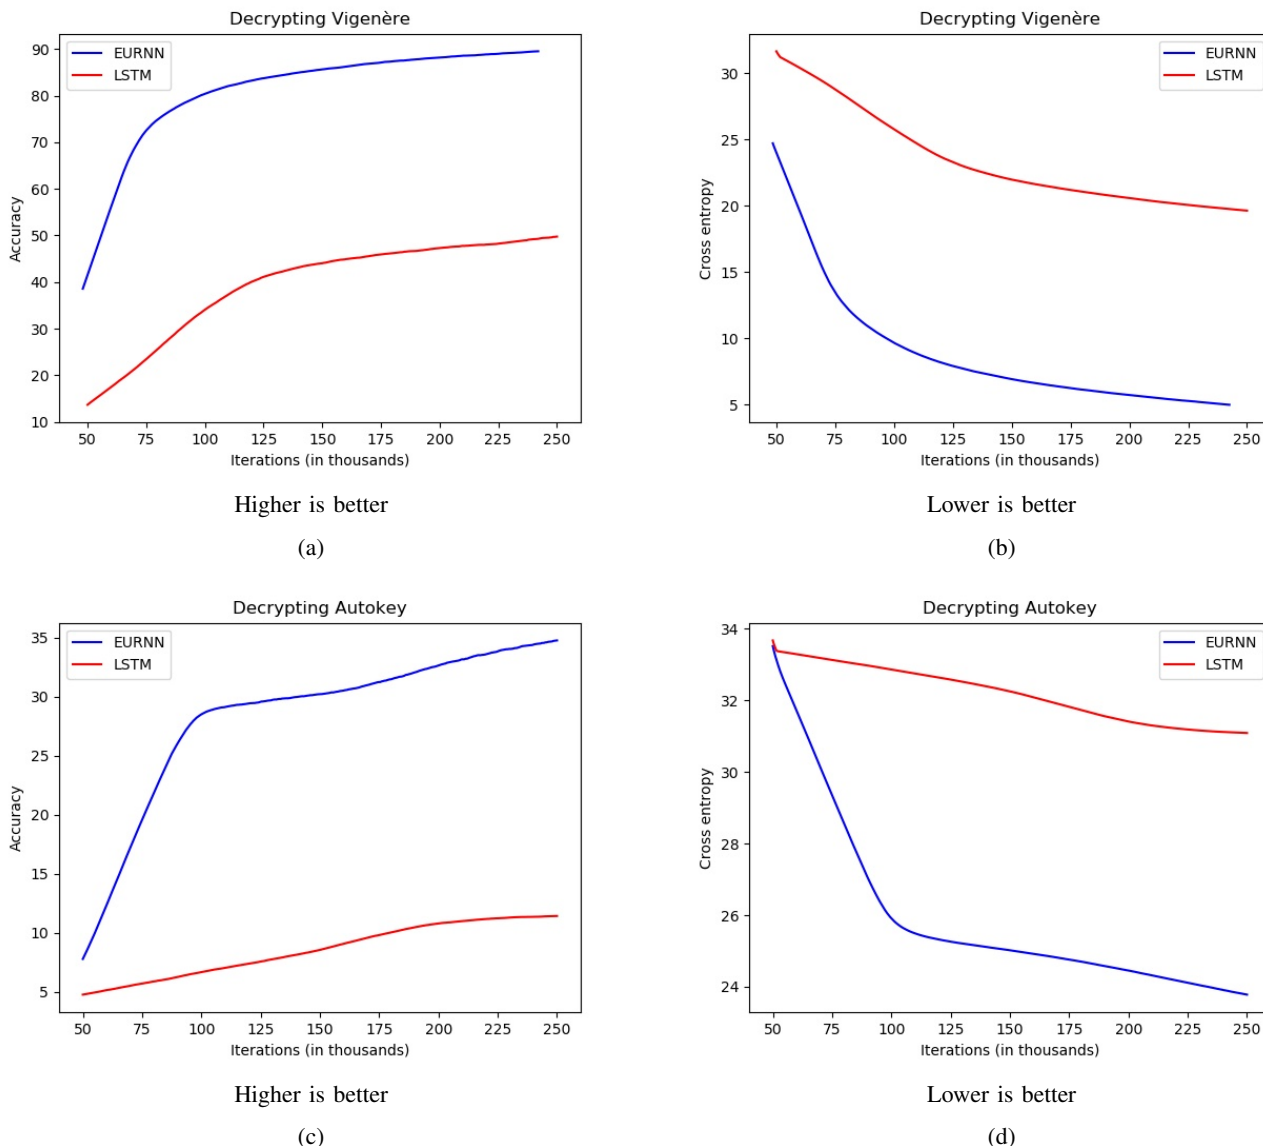 Decrypting Vigenère
EURNN
LSTM
90
80
70
60
50
40
30
20
10
Accuracy
50 75 100 125 150 175 200 225 250
Iterations (in thousands)
Higher is better
(a)
Decrypting Vigenère
EURNN
LSTM
30
25
20
15
10
5
Cross entropy
50 75 100 125 150 175 200 225 250
Iterations (in thousands)
Lower is better
(b)
Decrypting Autokey
EURNN
LSTM
35
30
25
20
15
10
5
Accuracy
50 75 100 125 150 175 200 225 250
Iterations (in thousands)
Higher is better
(c)
Decrypting Autokey
EURNN
LSTM
34
32
30
28
26
24
Cross entropy
50 75 100 125 150 175 200 225 250
Iterations (in thousands)
Lower is better
(d)